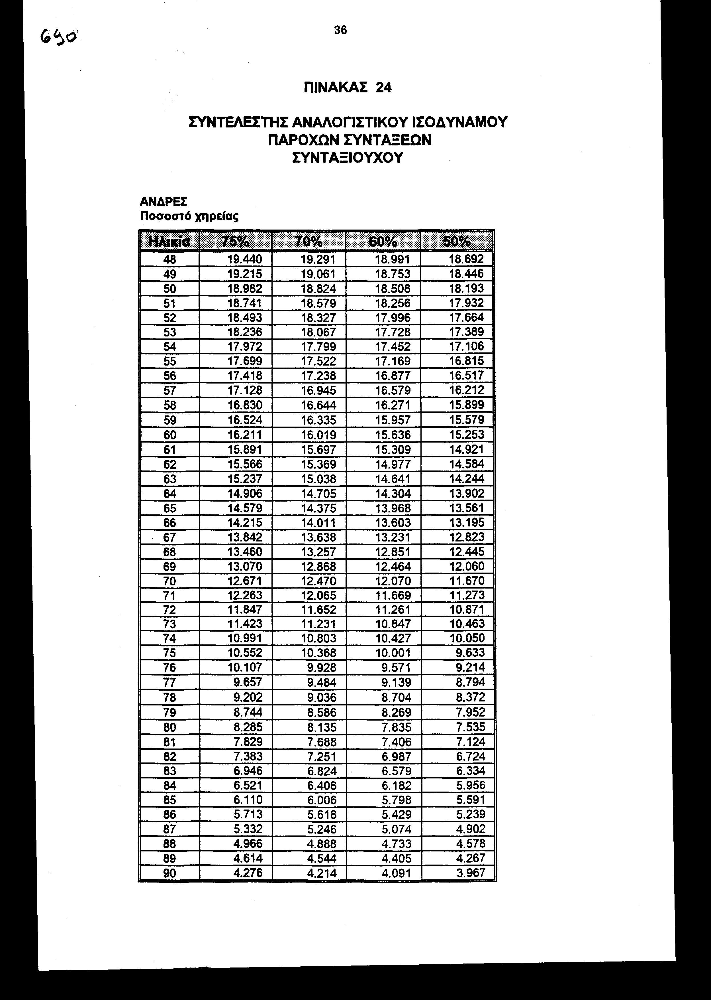 690
36
ΠΙΝΑΚΑΣ 24
ΣΥΝΤΕΛΕΣΤΗΣ ΑΝΑΛΟΓΙΣΤΙΚΟΥ ΙΣΟΔΥΝΑΜΟΥ
ΠΑΡΟΧΩΝ ΣΥΝΤΑΞΕΩΝ
ΣΥΝΤΑΞΙΟΥΧΟΥ
ΑΝΔΡΕΣ
Ποσοστό χηρείας
Ηλικία 75% 70% 60% 50%
48 19.440 19.291 18.991 18.692
49 19.215 19.061 18.753 18.446
50 18.982 18.824 18.508 18.193
51 18.741 18.579 18.256 17.932
52 18.493 18.327 17.996 17.664
53 18.236 18.067 17.728 17.389
54 17.972 17.799 17.452 17.106
55 17.699 17.522 17.169 16.815
56 17.418 17.238 16.877 16.517
57 17.128 16.945 16.579 16.212
58 16.830 16.644 16.271 15.899
59 16.524 16.335 15.957 15.579
60 16.211 16.019 15.636 15.253
61 15.891 15.697 15.309 14.921
62 15.566 15.369 14.977 14.584
63 15.237 15.038 14.641 14.244
64 14.906 14.705 14.304 13.902
65 14.579 14.375 13.968 13.561
66 14.215 14.011 13.603 13.195
67 13.842 13.638 13.231 12.823
68 13.460 13.257 12.851 12.445
69 13.070 12.868 12.464 12.060
70 12.671 12.470 12.070 11.670
71 12.263 12.065 11.669 11.273
72 11.847 11.652 11.261 10.871
73 11.423 11.231 10.847 10.463
74 10.991 10.803 10.427 10.050
75 10.552 10.368 10.001 9.633
76 10.107 9.928 9.571 9.214
77 9.657 9.484 9.139 8.794
78 9.202 9.036 8.704 8.372
79 8.744 8.586 8.269 7.952
80 8.285 8.135 7.835 7.535
81 7.829 7.688 7.406 7.124
82 7.383 7.251 6.987 6.724
83 6.946 6.824 6.579 6.334
84 6.521 6.408 6.182 5.956
85 6.110 6.006 5.798 5.591
86 5.713 5.618 5.429 5.239
87 5.332 5.246 5.074 4.902
88 4.966 4.888 4.733 4.578
89 4.614 4.544 4.405 4.267
90 4.276 4.214 4.091 3.967